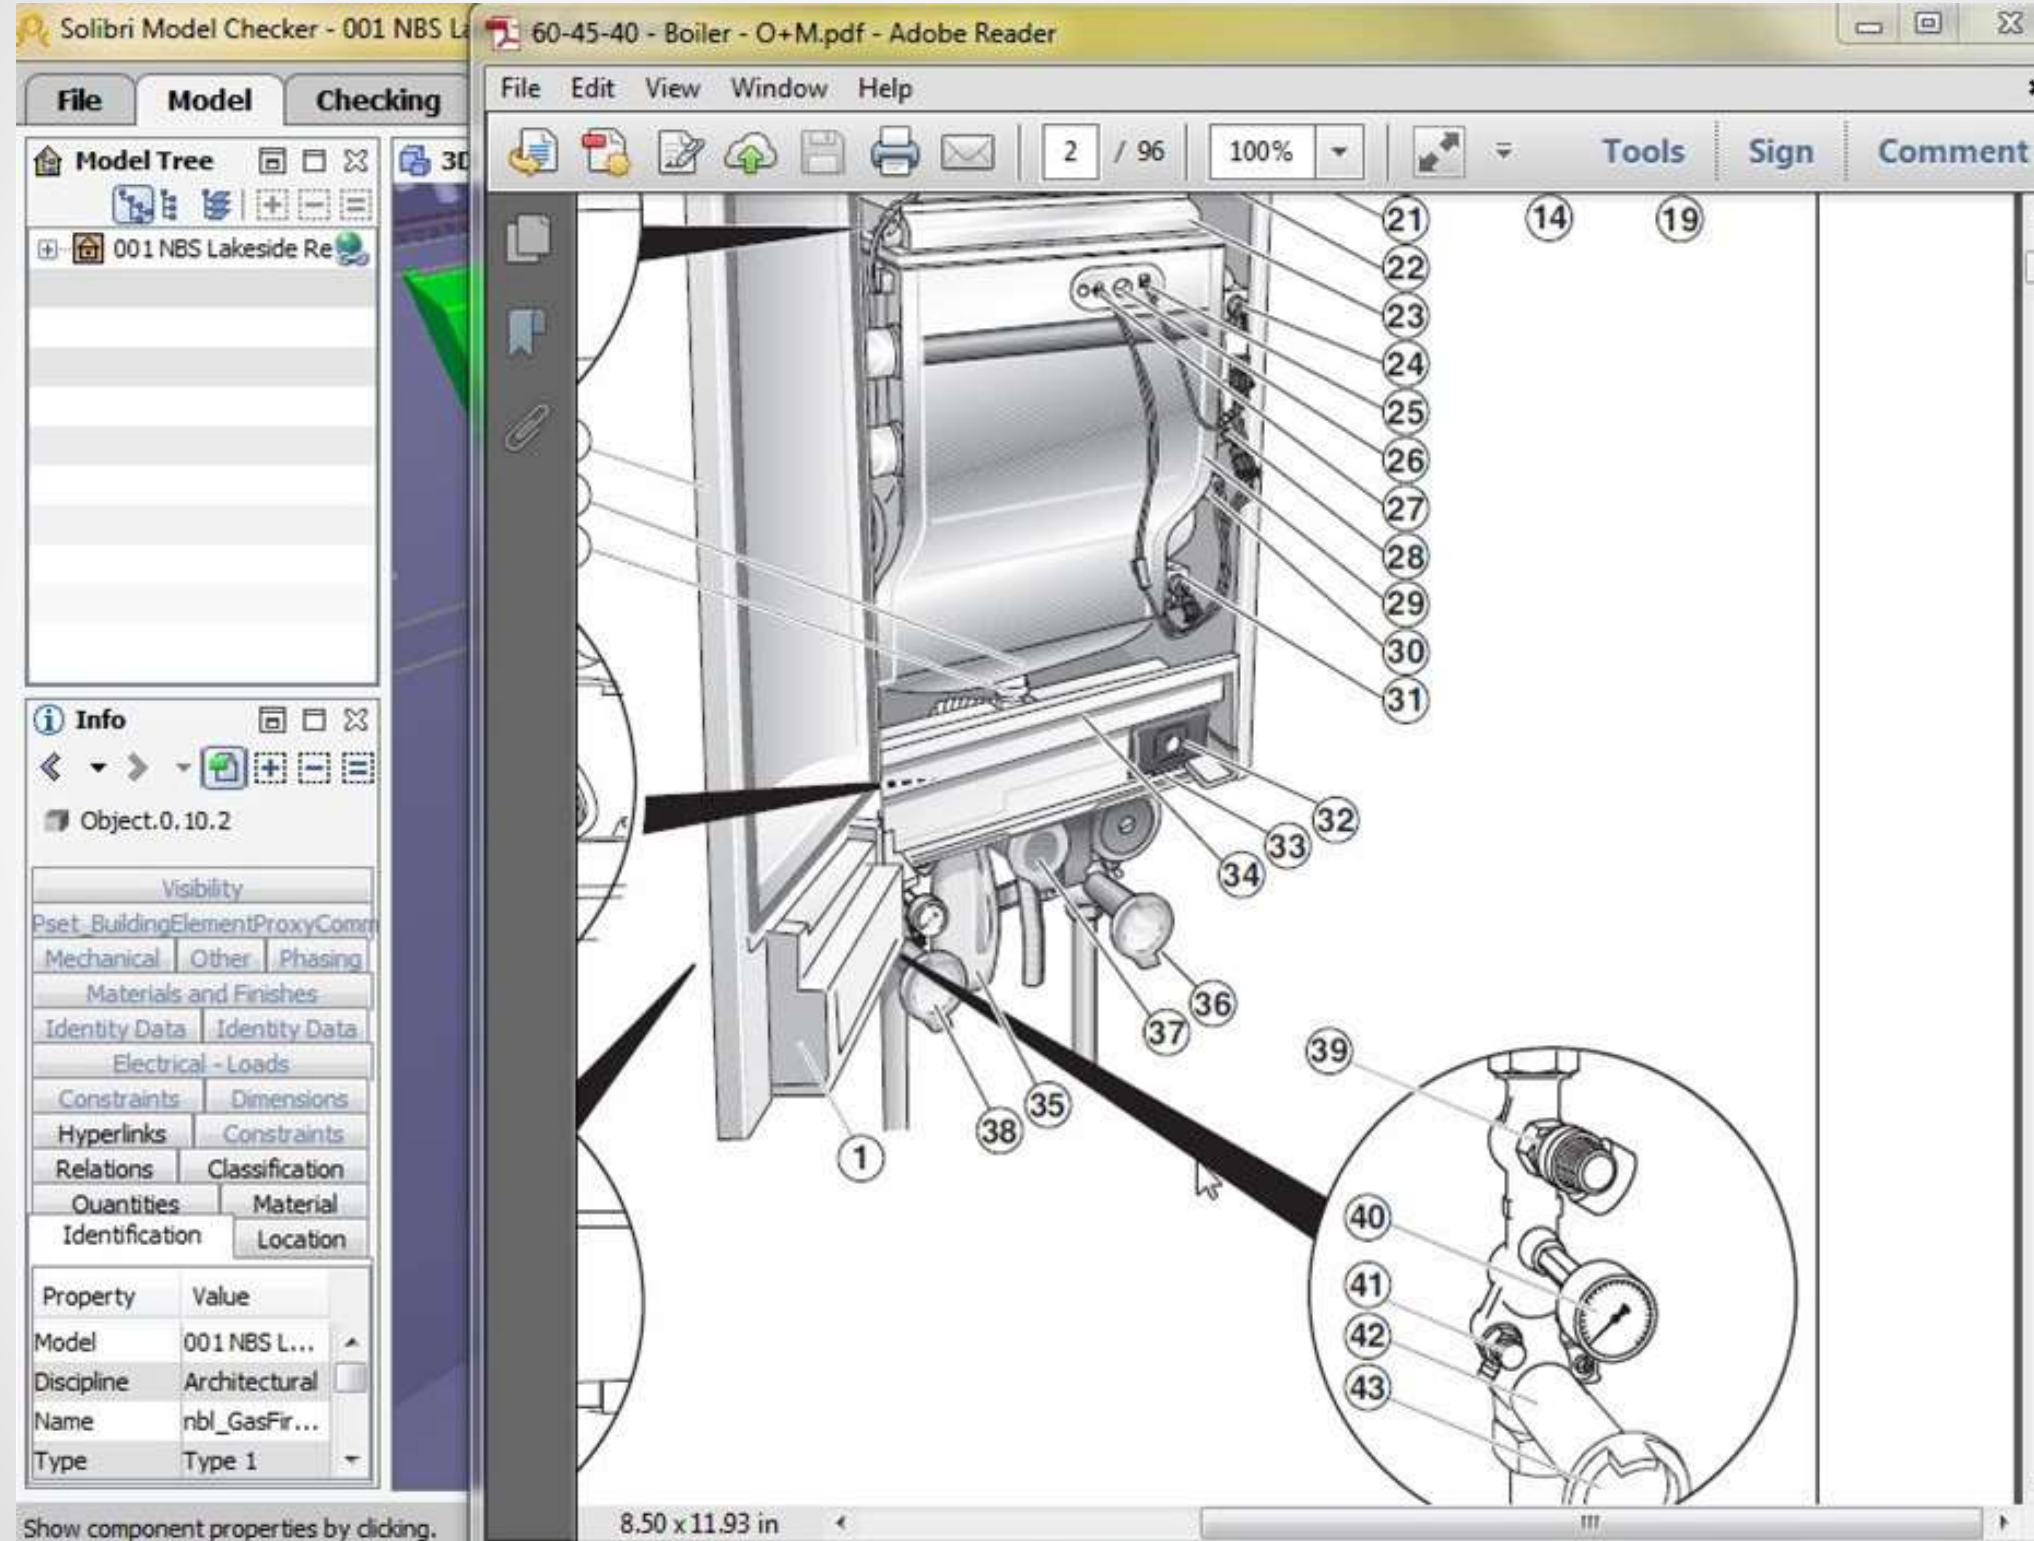 Solibri Model Checker - 001 NBS La
File Model Checking
Model Tree
001 NBS Lakeside Re
3D
Info
Object.0.10.2
Visibility
Pset_BuildingElementProxyComm
Mechanical Other Phasing
Materials and Finishes
Identity Data Identity Data
Electrical - Loads
Constraints Dimensions
Hyperlinks Constraints
Relations Classification
Quantities Material
Identification Location
Property Value
Model 001 NBS L...
Discipline Architectural
Name nbl_GasFir...
Type Type 1
Show component properties by clicking.
60-45-40 - Boiler - O+M.pdf - Adobe Reader
File Edit View Window Help
2 / 96 100% Tools Sign Comment
21 14 19
22
23
24
25
26
27
28
29
30
31
32
33
34
36
37
39
35
38
1
40
41
42
43
8.50 x 11.93 in